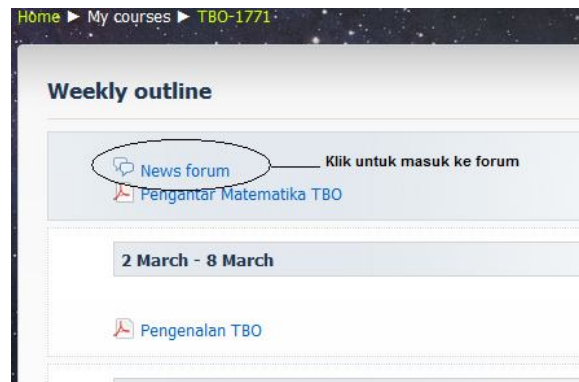 Home ► My courses ► TBO-1771
Weekly outline
News forum
Klik untuk masuk ke forum
Pengantar Matematika TBO
2 March - 8 March
Pengenalan TBO